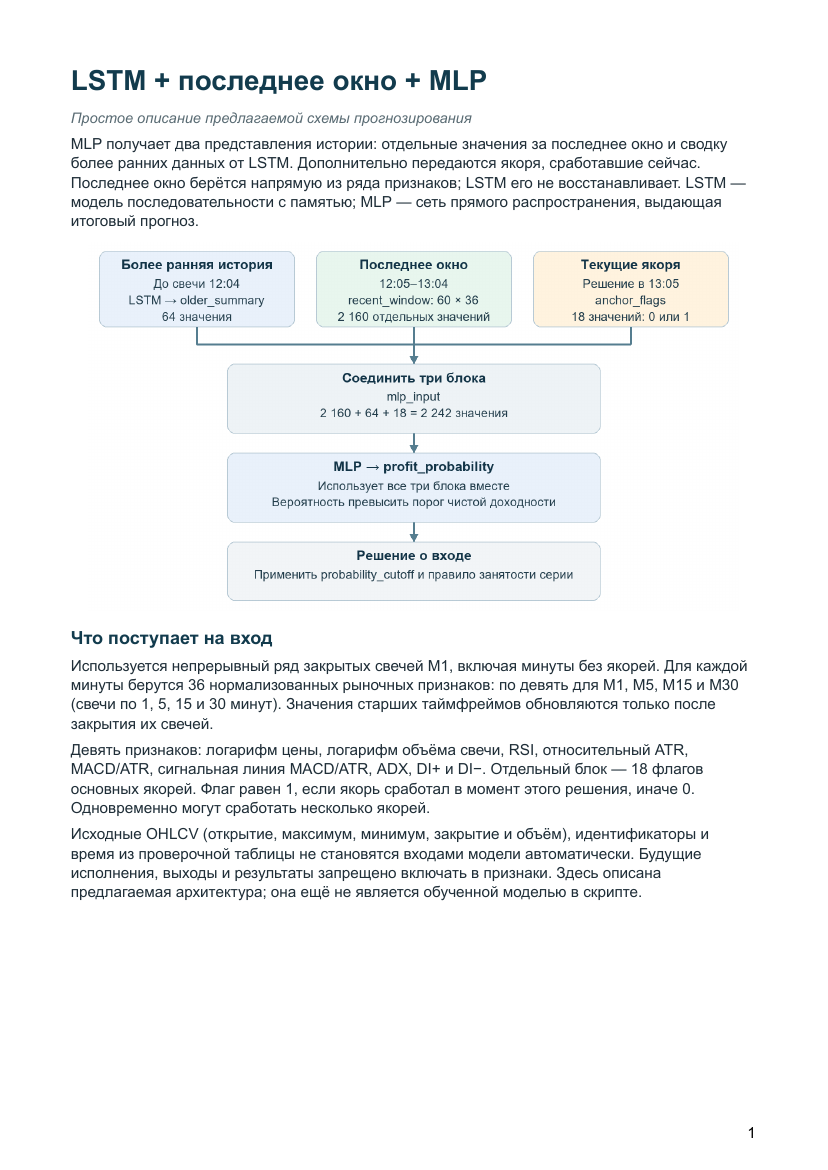 LSTM + последнее окно + MLP
Простое описание предлагаемой схемы прогнозирования
MLP получает два представления истории: отдельные значения за последнее окно и сводку
более ранних данных от LSTM. Дополнительно передаются якоря, сработавшие сейчас.
Последнее окно берётся напрямую из ряда признаков; LSTM его не восстанавливает. LSTM —
модель последовательности с памятью; MLP — сеть прямого распространения, выдающая
итоговый прогноз.
Более ранняя история
До свечи 12:04
LSTM → older_summary
64 значения
Последнее окно
12:05–13:04
recent_window: 60 × 36
2 160 отдельных значений
Текущие якоря
Решение в 13:05
anchor_flags
18 значений: 0 или 1
Соединить три блока
mlp_input
2 160 + 64 + 18 = 2 242 значения
MLP → profit_probability
Использует все три блока вместе
Вероятность превысить порог чистой доходности
Решение о входе
Применить probability_cutoff и правило занятости серии
Что поступает на вход
Используется непрерывный ряд закрытых свечей M1, включая минуты без якорей. Для каждой
минуты берутся 36 нормализованных рыночных признаков: по девять для M1, M5, M15 и M30
(свечи по 1, 5, 15 и 30 минут). Значения старших таймфреймов обновляются только после
закрытия их свечей.
Девять признаков: логарифм цены, логарифм объёма свечи, RSI, относительный ATR,
MACD/ATR, сигнальная линия MACD/ATR, ADX, DI+ и DI−. Отдельный блок — 18 флагов
основных якорей. Флаг равен 1, если якорь сработал в момент этого решения, иначе 0.
Одновременно могут сработать несколько якорей.
Исходные OHLCV (открытие, максимум, минимум, закрытие и объём), идентификаторы и
время из проверочной таблицы не становятся входами модели автоматически. Будущие
исполнения, выходы и результаты запрещено включать в признаки. Здесь описана
предлагаемая архитектура; она ещё не является обученной моделью в скрипте.
1